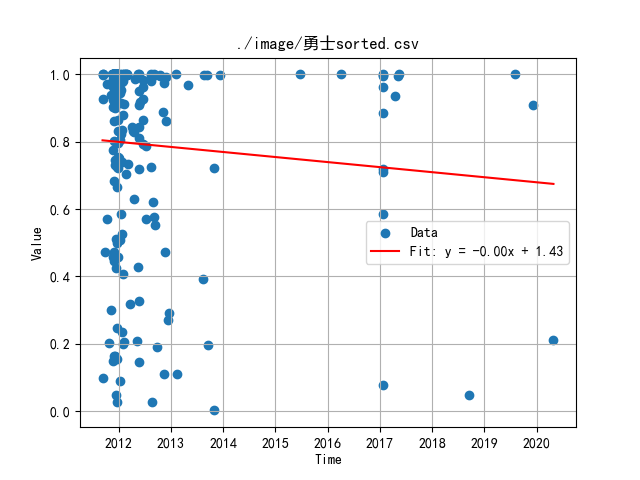 ./image/勇士sorted.csv
1.0
0.8
0.6
0.4
0.2
0.0
Value
Data
Fit: y = -0.00x + 1.43
2012 2013 2014 2015 2016 2017 2018 2019 2020
Time